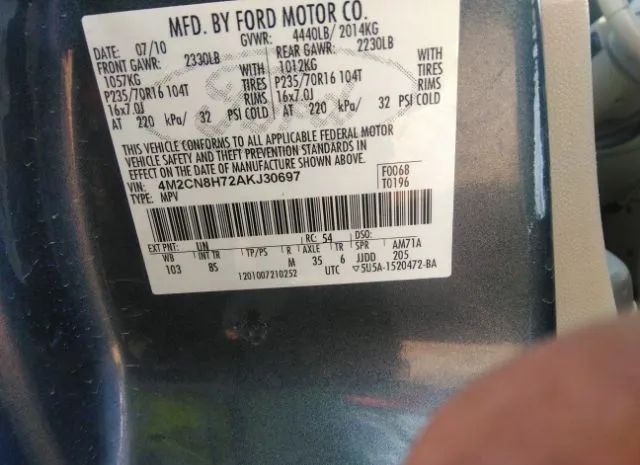 MFD. BY FORD MOTOR CO.
DATE: 07/10 GVWR: 4440LB/ 2014KG
FRONT GAWR: 2330LB REAR GAWR: 2230LB
1057KG 1012KG
P235/70R16 104T TIRES P235/70R16 104T TIRES
16x7.0J RIMS 16x7.0J RIMS
AT 220 kPa/ 32 PSI COLD AT 220 kPa/ 32 PSI COLD
Ford
THIS VEHICLE CONFORMS TO ALL APPLICABLE FEDERAL MOTOR
VEHICLE SAFETY AND THEFT PREVENTION STANDARDS IN
EFFECT ON THE DATE OF MANUFACTURE SHOWN ABOVE.
VIN: 4M2CN8H72AKJ30697 F0068
TYPE: MPV T0196
EXT PNT: UN RC: 54 DSO:
WB INT TR TP/PS R AXLE TR SPR AM71A
103 8S M 35 6 JJDD 205
1201007210252 UTC ▽5U5A-1520472-BA